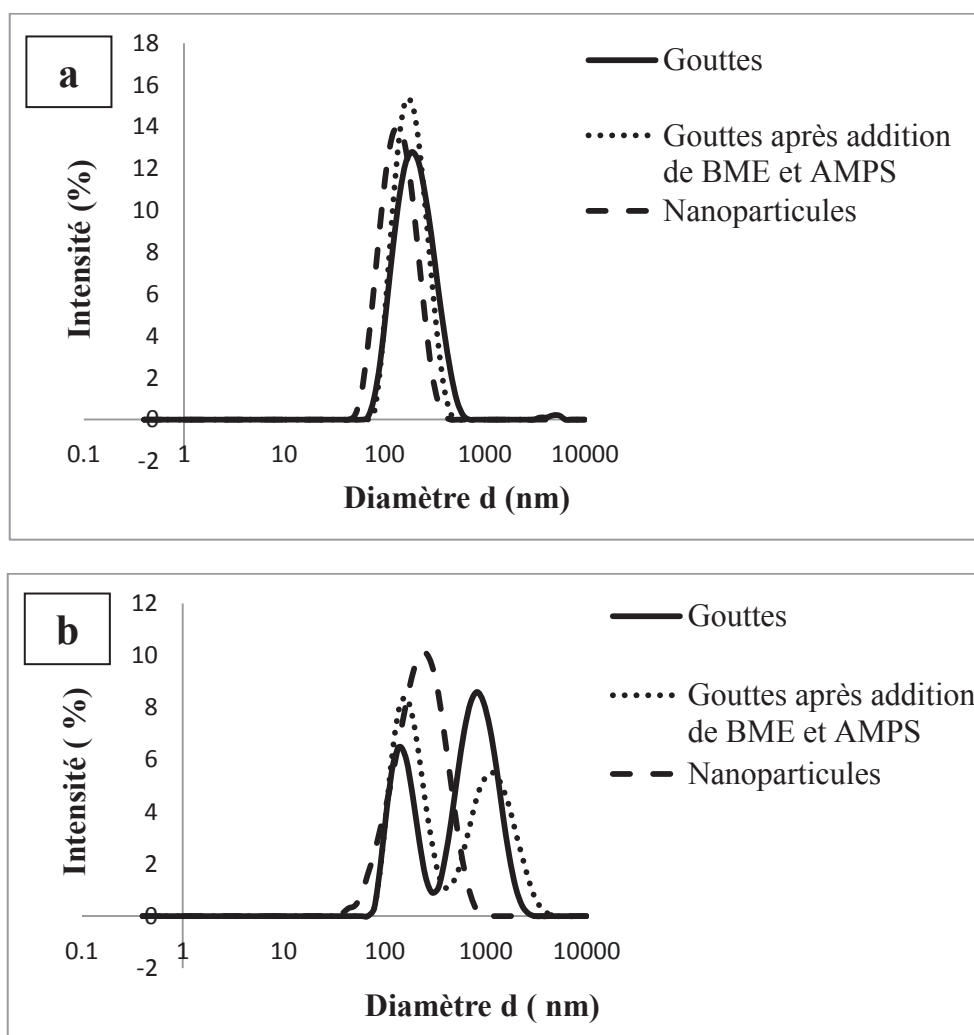 a
18
16
14
12
10
8
6
4
2
0
-2
0.1 1 10 100 1000 10000
Intensité (%)
Diamètre d (nm)
Gouttes
Gouttes après addition
de BME et AMPS
Nanoparticules
b
12
10
8
6
4
2
0
-2
0.1 1 10 100 1000 10000
Intensité ( %)
Diamètre d ( nm)
Gouttes
Gouttes après addition
de BME et AMPS
Nanoparticules